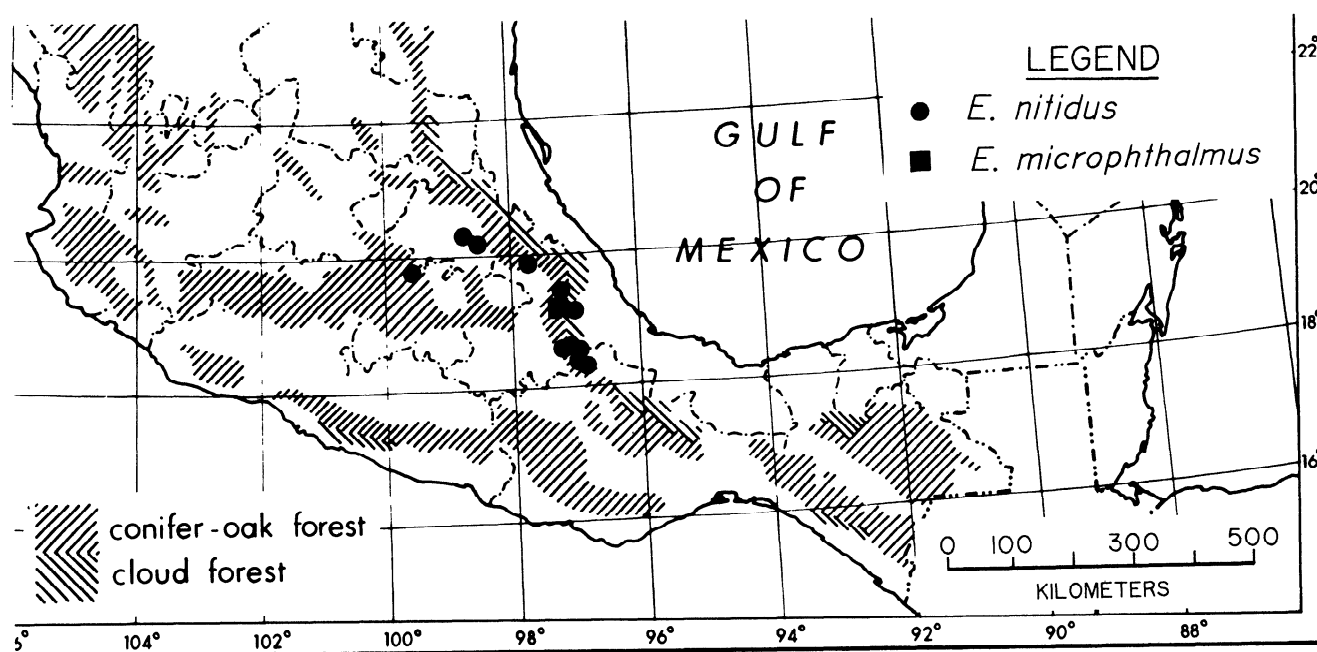 LEGEND
E. nitidus
E. microphthalmus
GULF
OF
MEXICO
22°
20°
18°
16°
conifer-oak forest
cloud forest
0 100 300 500
KILOMETERS
6° 104° 102° 100° 98° 96° 94° 92° 90° 88°